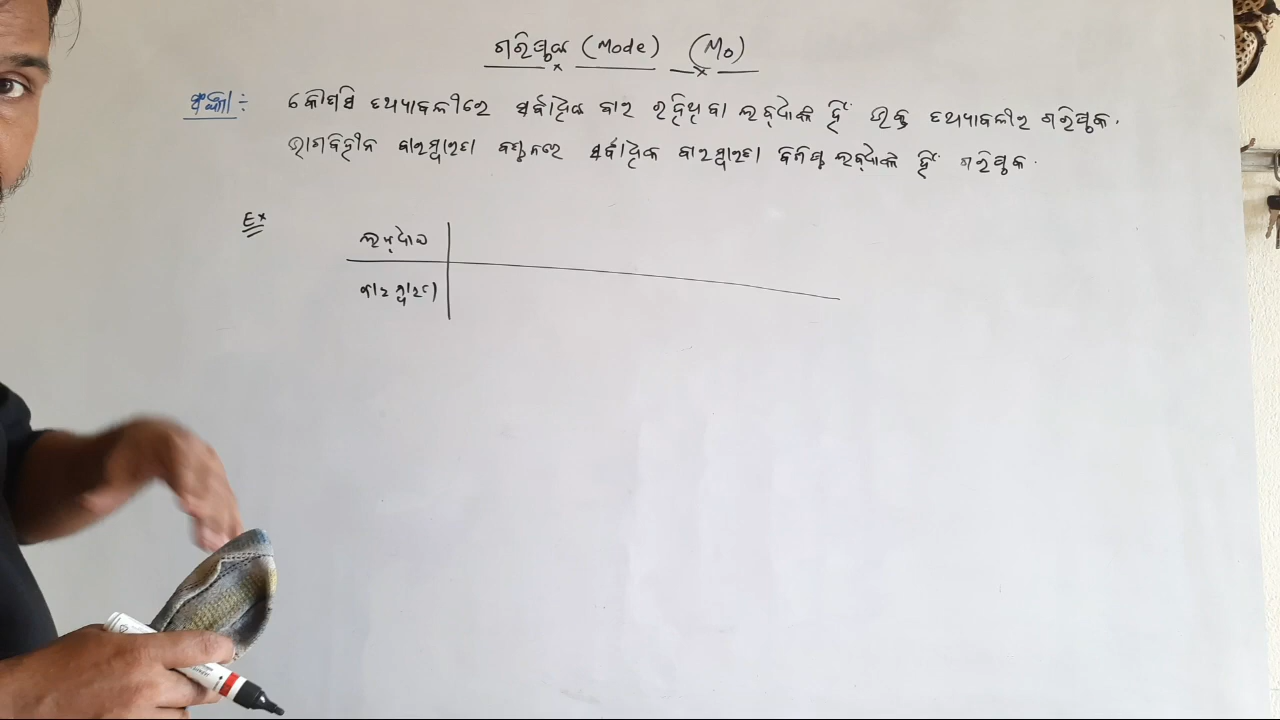 ଗରିଷ୍ଠକ (Mode) (Mo)
ସଂଜ୍ଞା ÷ କୌଣସି ତଥ୍ୟାବଳୀରେ ସର୍ବାଧିକ ବାର ରହିଥିବା ଲବ୍ଧାଙ୍କ ହିଁ ଉକ୍ତ ତଥ୍ୟାବଳୀର ଗରିଷ୍ଠକ.
ଭାଗବିହୀନ ବାରମ୍ବାରତା ବଣ୍ଟନରେ ସର୍ବାଧିକ ବାରମ୍ବାରତା ବିଶିଷ୍ଟ ଲବ୍ଧାଙ୍କ ହିଁ ଗରିଷ୍ଠକ.
Ex
ଲବ୍ଧାଙ୍କ
ବାରମ୍ବାରତା